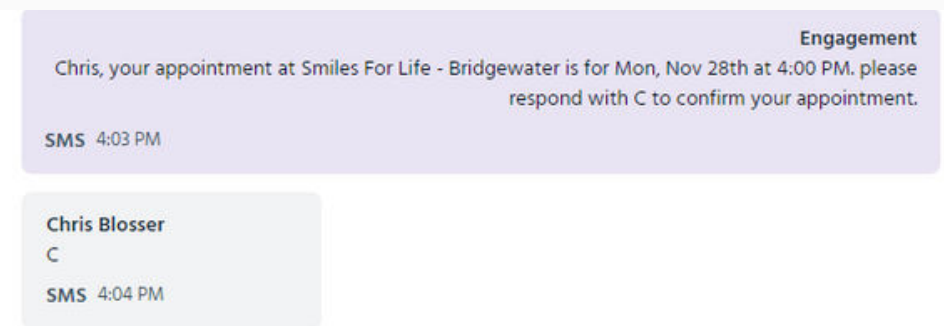 Engagement
Chris, your appointment at Smiles For Life - Bridgewater is for Mon, Nov 28th at 4:00 PM. please
respond with C to confirm your appointment.
SMS 4:03 PM
Chris Blosser
C
SMS 4:04 PM